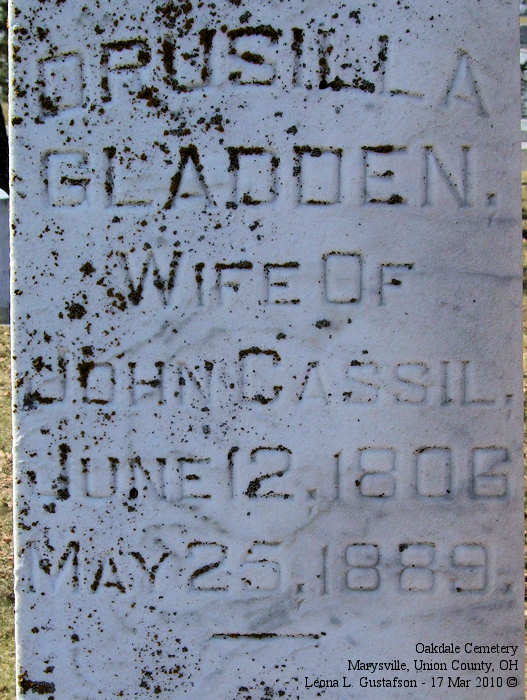 DRUSILLA
GLADDEN.
WIFE OF
JOHN CASSIL,
JUNE 12, 1806
MAY 25, 1889.
Oakdale Cemetery
Marysville, Union County, OH
Leona L. Gustafson - 17 Mar 2010 ©